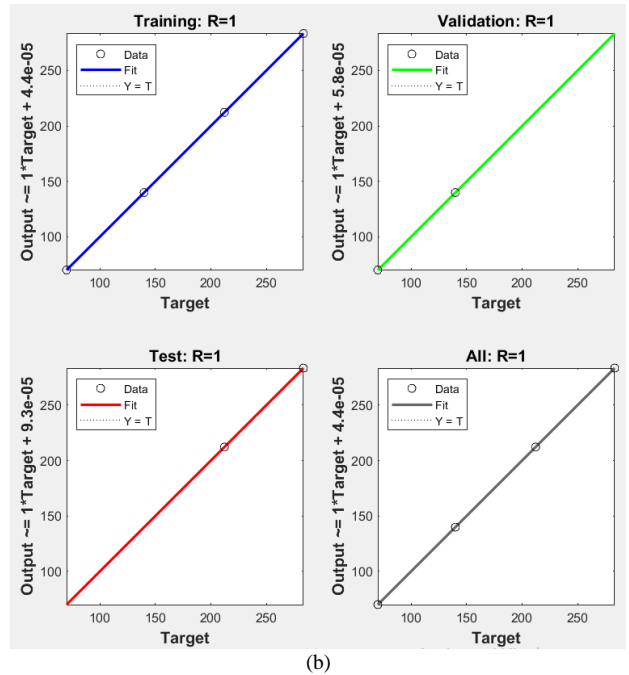 Training: R=1
Output ~= 1*Target + 4.4e-05
Data
Fit
Y = T
250
200
150
100
100 150 200 250
Target
Validation: R=1
Output ~= 1*Target + 5.8e-05
Data
Fit
Y = T
250
200
150
100
100 150 200 250
Target
Test: R=1
Output ~= 1*Target + 9.3e-05
Data
Fit
Y = T
250
200
150
100
100 150 200 250
Target
All: R=1
Output ~= 1*Target + 4.4e-05
Data
Fit
Y = T
250
200
150
100
100 150 200 250
Target
(b)